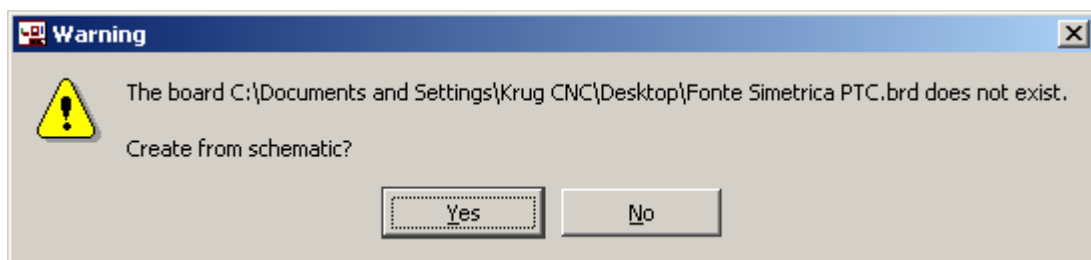 Warning
The board C:\Documents and Settings\Krug CNC\Desktop\Fonte Simetrica PTC.brd does not exist.
Create from schematic?
Yes
No